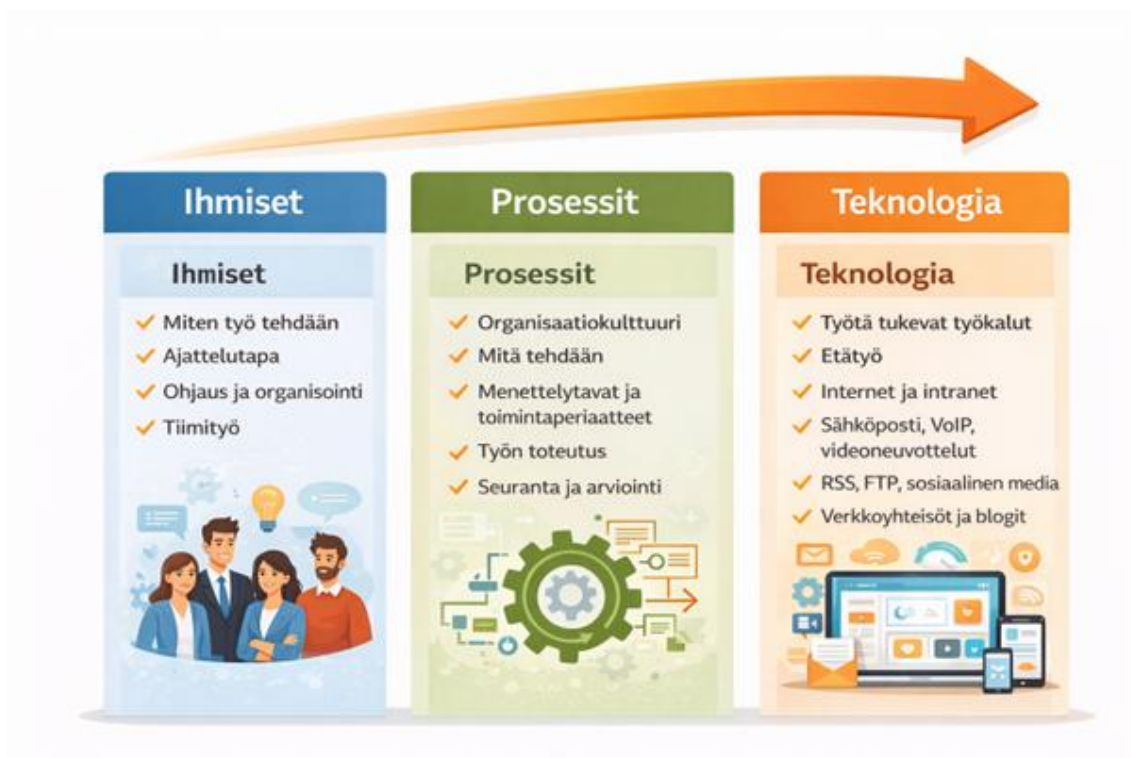 Ihmiset
Ihmiset
Miten työ tehdään
Ajattelutapa
Ohjaus ja organisointi
Tiimityö
Prosessit
Prosessit
Organisaatiokulttuuri
Mitä tehdään
Menettelytavat ja
toimintaperiaatteet
Työn toteutus
Seuranta ja arviointi
Teknologia
Teknologia
Työtä tukevat työkalut
Etätyö
Internet ja intranet
Sähköposti, VoIP,
videoneuvottelut
RSS, FTP, sosiaalinen media
Verkkoyhteisöt ja blogit